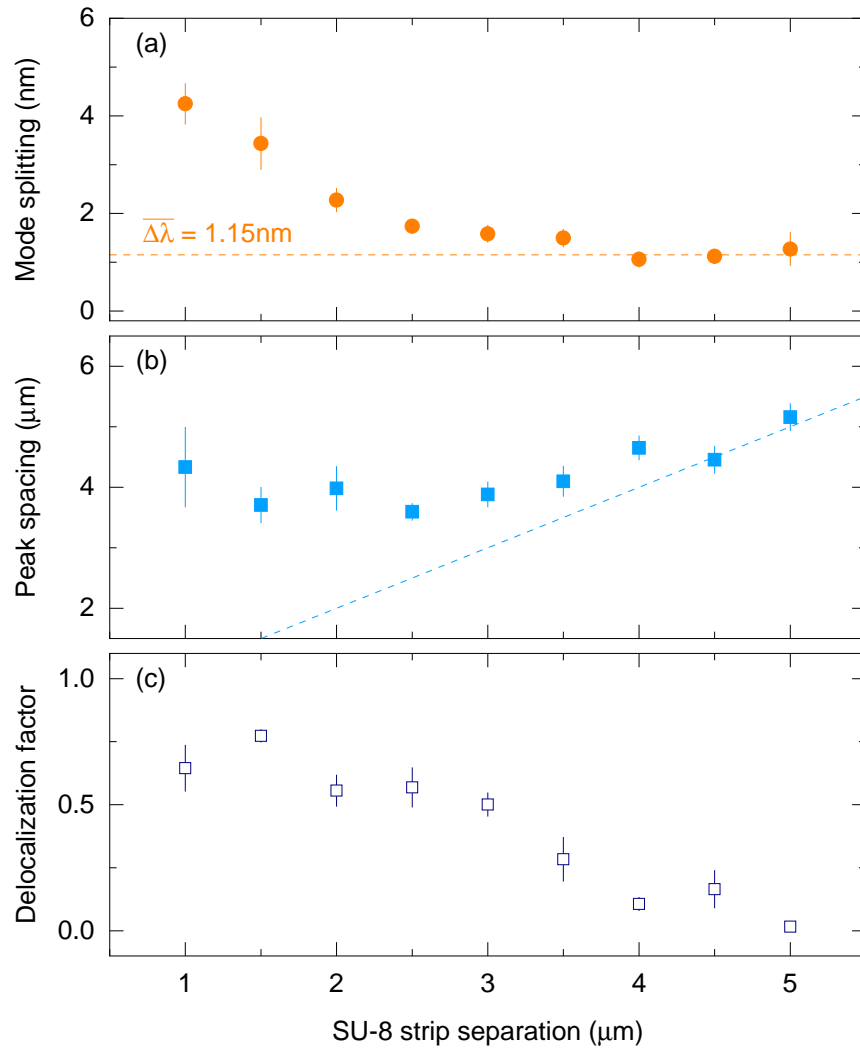 (a)
Mode splitting (nm)
6
4
2
0
Δλ = 1.15nm
(b)
Peak spacing (μm)
6
4
2
(c)
Delocalization factor
1.0
0.5
0.0
1 2 3 4 5
SU-8 strip separation (μm)